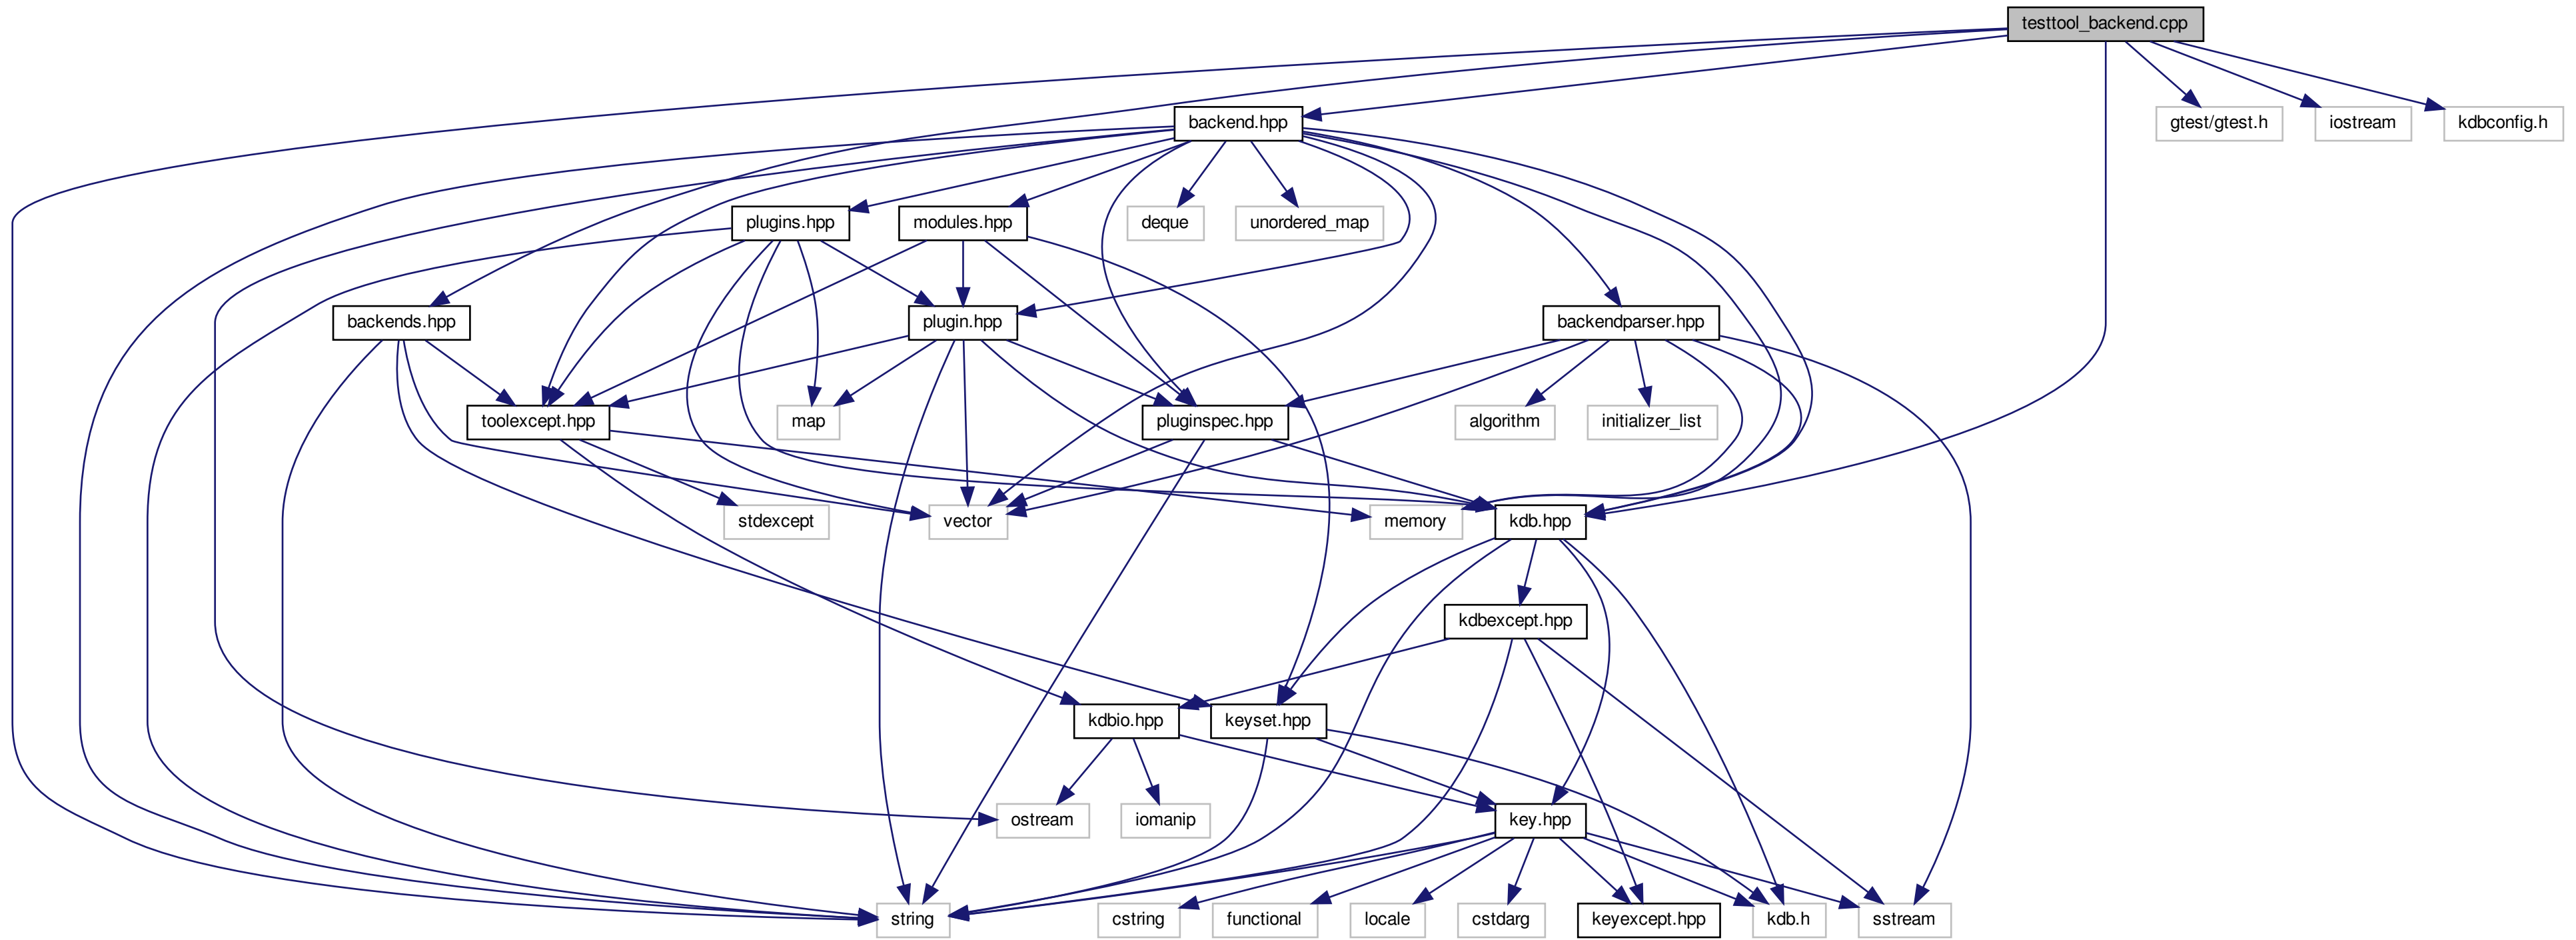 testtool_backend.cpp
backend.hpp
gtest/gtest.h
iostream
kdbconfig.h
plugins.hpp
modules.hpp
deque
unordered_map
backends.hpp
plugin.hpp
backendparser.hpp
toolexcept.hpp
map
pluginspec.hpp
algorithm
initializer_list
stdexcept
vector
memory
kdb.hpp
kdbexcept.hpp
kdbio.hpp
keyset.hpp
ostream
iomanip
key.hpp
string
cstring
functional
locale
cstdarg
keyexcept.hpp
kdb.h
sstream